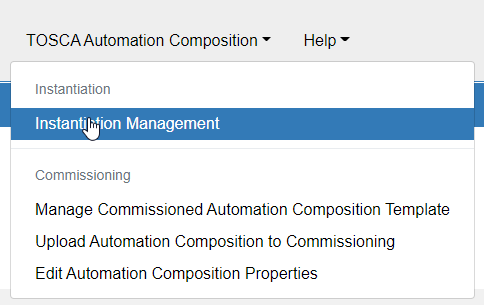 TOSCA Automation Composition Help
Instantiation
Instantiation Management
Commissioning
Manage Commissioned Automation Composition Template
Upload Automation Composition to Commissioning
Edit Automation Composition Properties